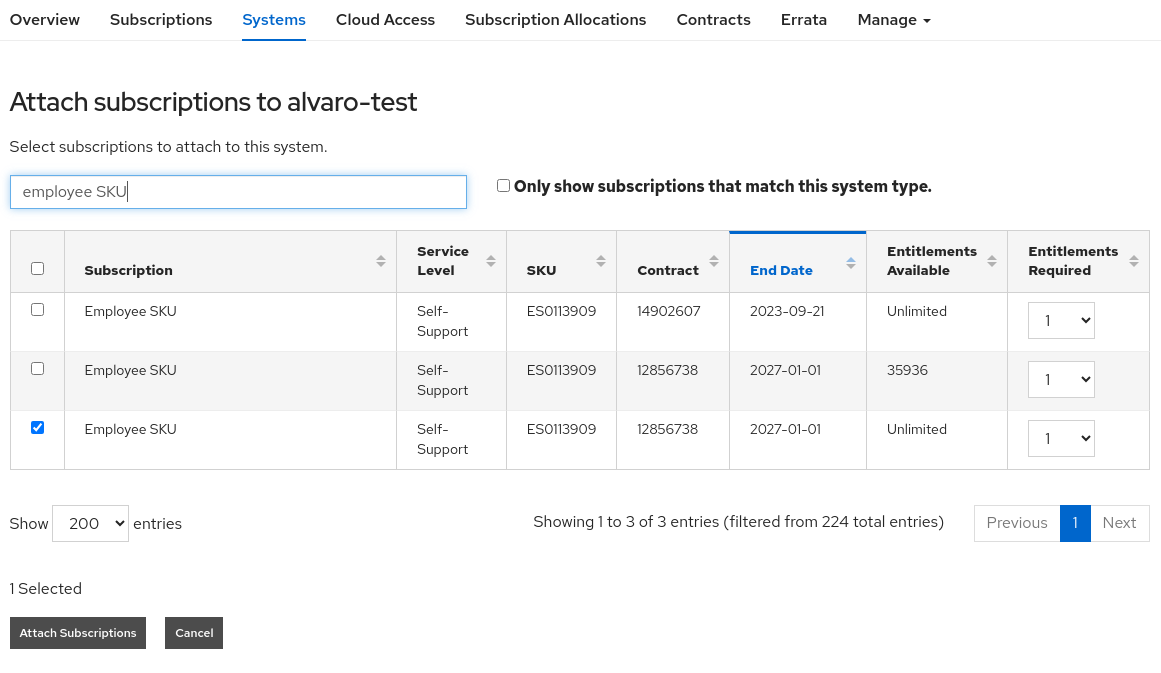 Overview Subscriptions Systems Cloud Access Subscription Allocations Contracts Errata Manage
Attach subscriptions to alvaro-test
Select subscriptions to attach to this system.
employee SKU
Only show subscriptions that match this system type.
Subscription Service Level SKU Contract End Date Entitlements Available Entitlements Required
Employee SKU Self-Support ES0113909 14902607 2023-09-21 Unlimited 1
Employee SKU Self-Support ES0113909 12856738 2027-01-01 35936 1
Employee SKU Self-Support ES0113909 12856738 2027-01-01 Unlimited 1
Show 200 entries Showing 1 to 3 of 3 entries (filtered from 224 total entries) Previous 1 Next
1 Selected
Attach Subscriptions Cancel